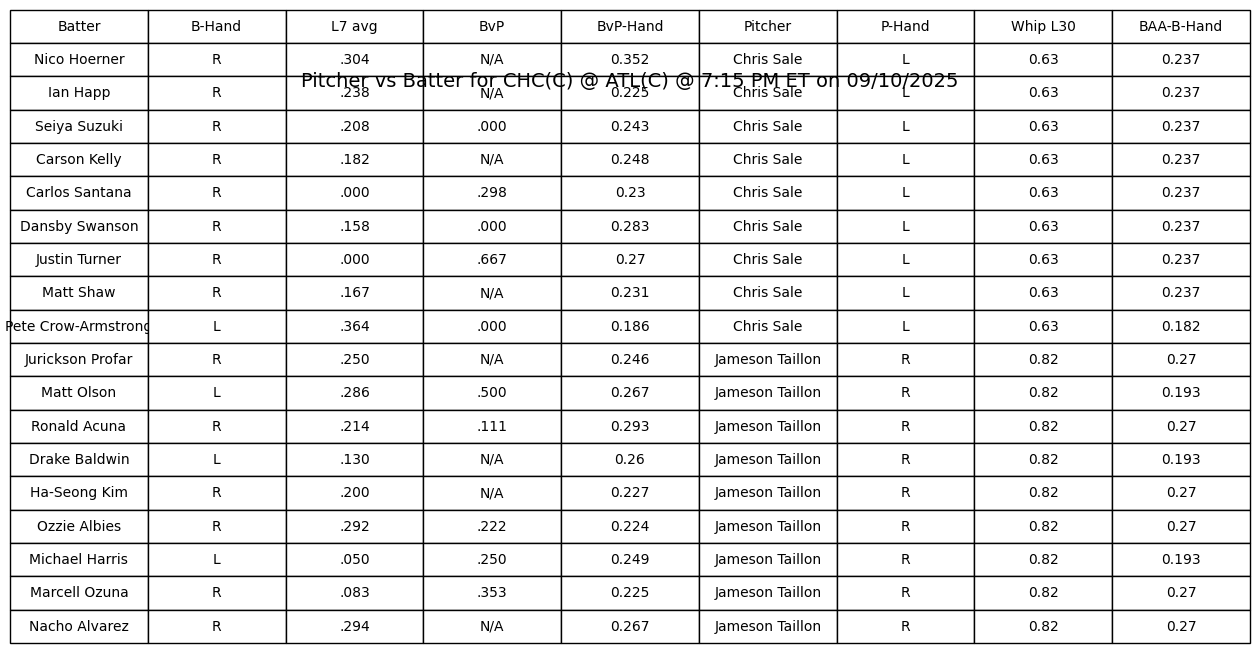 Batter B-Hand L7 avg BvP BvP-Hand Pitcher P-Hand Whip L30 BAA-B-Hand
Nico Hoerner R .304 N/A 0.352 Chris Sale L 0.63 0.237
Pitcher vs Batter for CHC(C) @ ATL(C) @ 7:15 PM ET on 09/10/2025
Ian Happ R .238 N/A 0.225 Chris Sale L 0.63 0.237
Seiya Suzuki R .208 .000 0.243 Chris Sale L 0.63 0.237
Carson Kelly R .182 N/A 0.248 Chris Sale L 0.63 0.237
Carlos Santana R .000 .298 0.23 Chris Sale L 0.63 0.237
Dansby Swanson R .158 .000 0.283 Chris Sale L 0.63 0.237
Justin Turner R .000 .667 0.27 Chris Sale L 0.63 0.237
Matt Shaw R .167 N/A 0.231 Chris Sale L 0.63 0.237
Pete Crow-Armstrong L .364 .000 0.186 Chris Sale L 0.63 0.182
Jurickson Profar R .250 N/A 0.246 Jameson Taillon R 0.82 0.27
Matt Olson L .286 .500 0.267 Jameson Taillon R 0.82 0.193
Ronald Acuna R .214 .111 0.293 Jameson Taillon R 0.82 0.27
Drake Baldwin L .130 N/A 0.26 Jameson Taillon R 0.82 0.193
Ha-Seong Kim R .200 N/A 0.227 Jameson Taillon R 0.82 0.27
Ozzie Albies R .292 .222 0.224 Jameson Taillon R 0.82 0.27
Michael Harris L .050 .250 0.249 Jameson Taillon R 0.82 0.193
Marcell Ozuna R .083 .353 0.225 Jameson Taillon R 0.82 0.27
Nacho Alvarez R .294 N/A 0.267 Jameson Taillon R 0.82 0.27